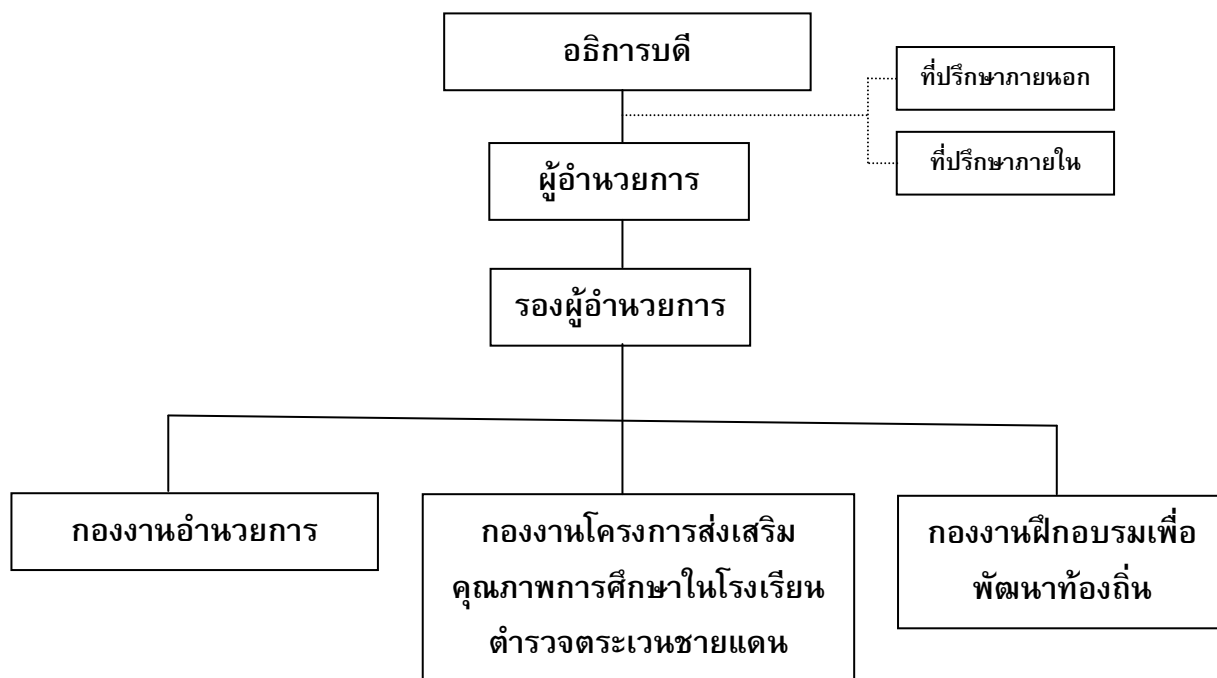 อธิการบดี
ที่ปรึกษาภายนอก
ที่ปรึกษาภายใน
ผู้อำนวยการ
รองผู้อำนวยการ
กองงานอำนวยการ
กองงานโครงการส่งเสริม
คุณภาพการศึกษาในโรงเรียน
ตำรวจตระเวนชายแดน
กองงานฝึกอบรมเพื่อ
พัฒนาท้องถิ่น